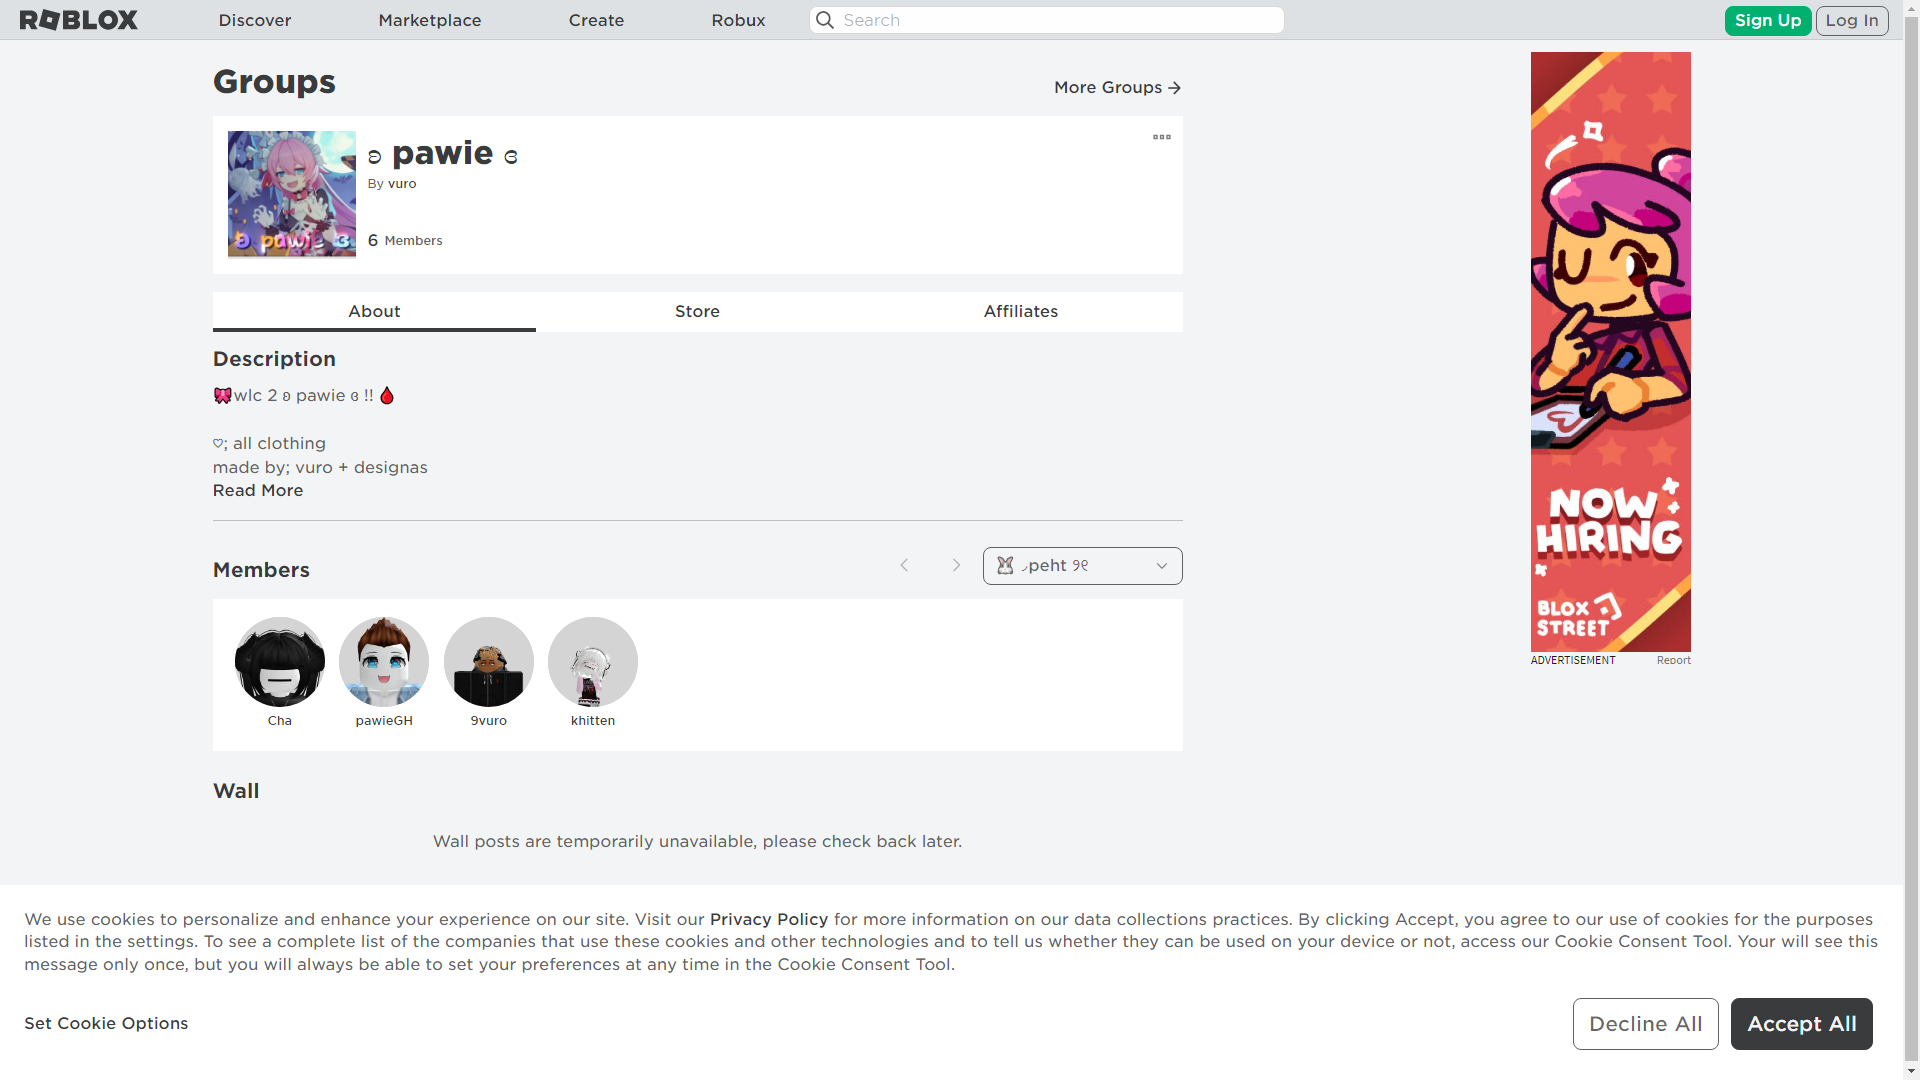 ROBLOX
Discover
Marketplace
Create
Robux
Search
Sign Up
Log In
Groups
More Groups →
ʚ pawie ɞ
ʚ pawie ɞ
By vuro
6 Members
About
Store
Affiliates
Description
🎀wlc 2 ʚ pawie ɞ !! 🩸
♡; all clothing
made by; vuro + designas
Read More
Members
🐰 ◞peht ୨୧
Cha
pawieGH
9vuro
khitten
Wall
Wall posts are temporarily unavailable, please check back later.
NOW
HIRING
BLOX
STREET
ADVERTISEMENT
Report
We use cookies to personalize and enhance your experience on our site. Visit our Privacy Policy for more information on our data collections practices. By clicking Accept, you agree to our use of cookies for the purposes
listed in the settings. To see a complete list of the companies that use these cookies and other technologies and to tell us whether they can be used on your device or not, access our Cookie Consent Tool. Your will see this
message only once, but you will always be able to set your preferences at any time in the Cookie Consent Tool.
Set Cookie Options
Decline All
Accept All